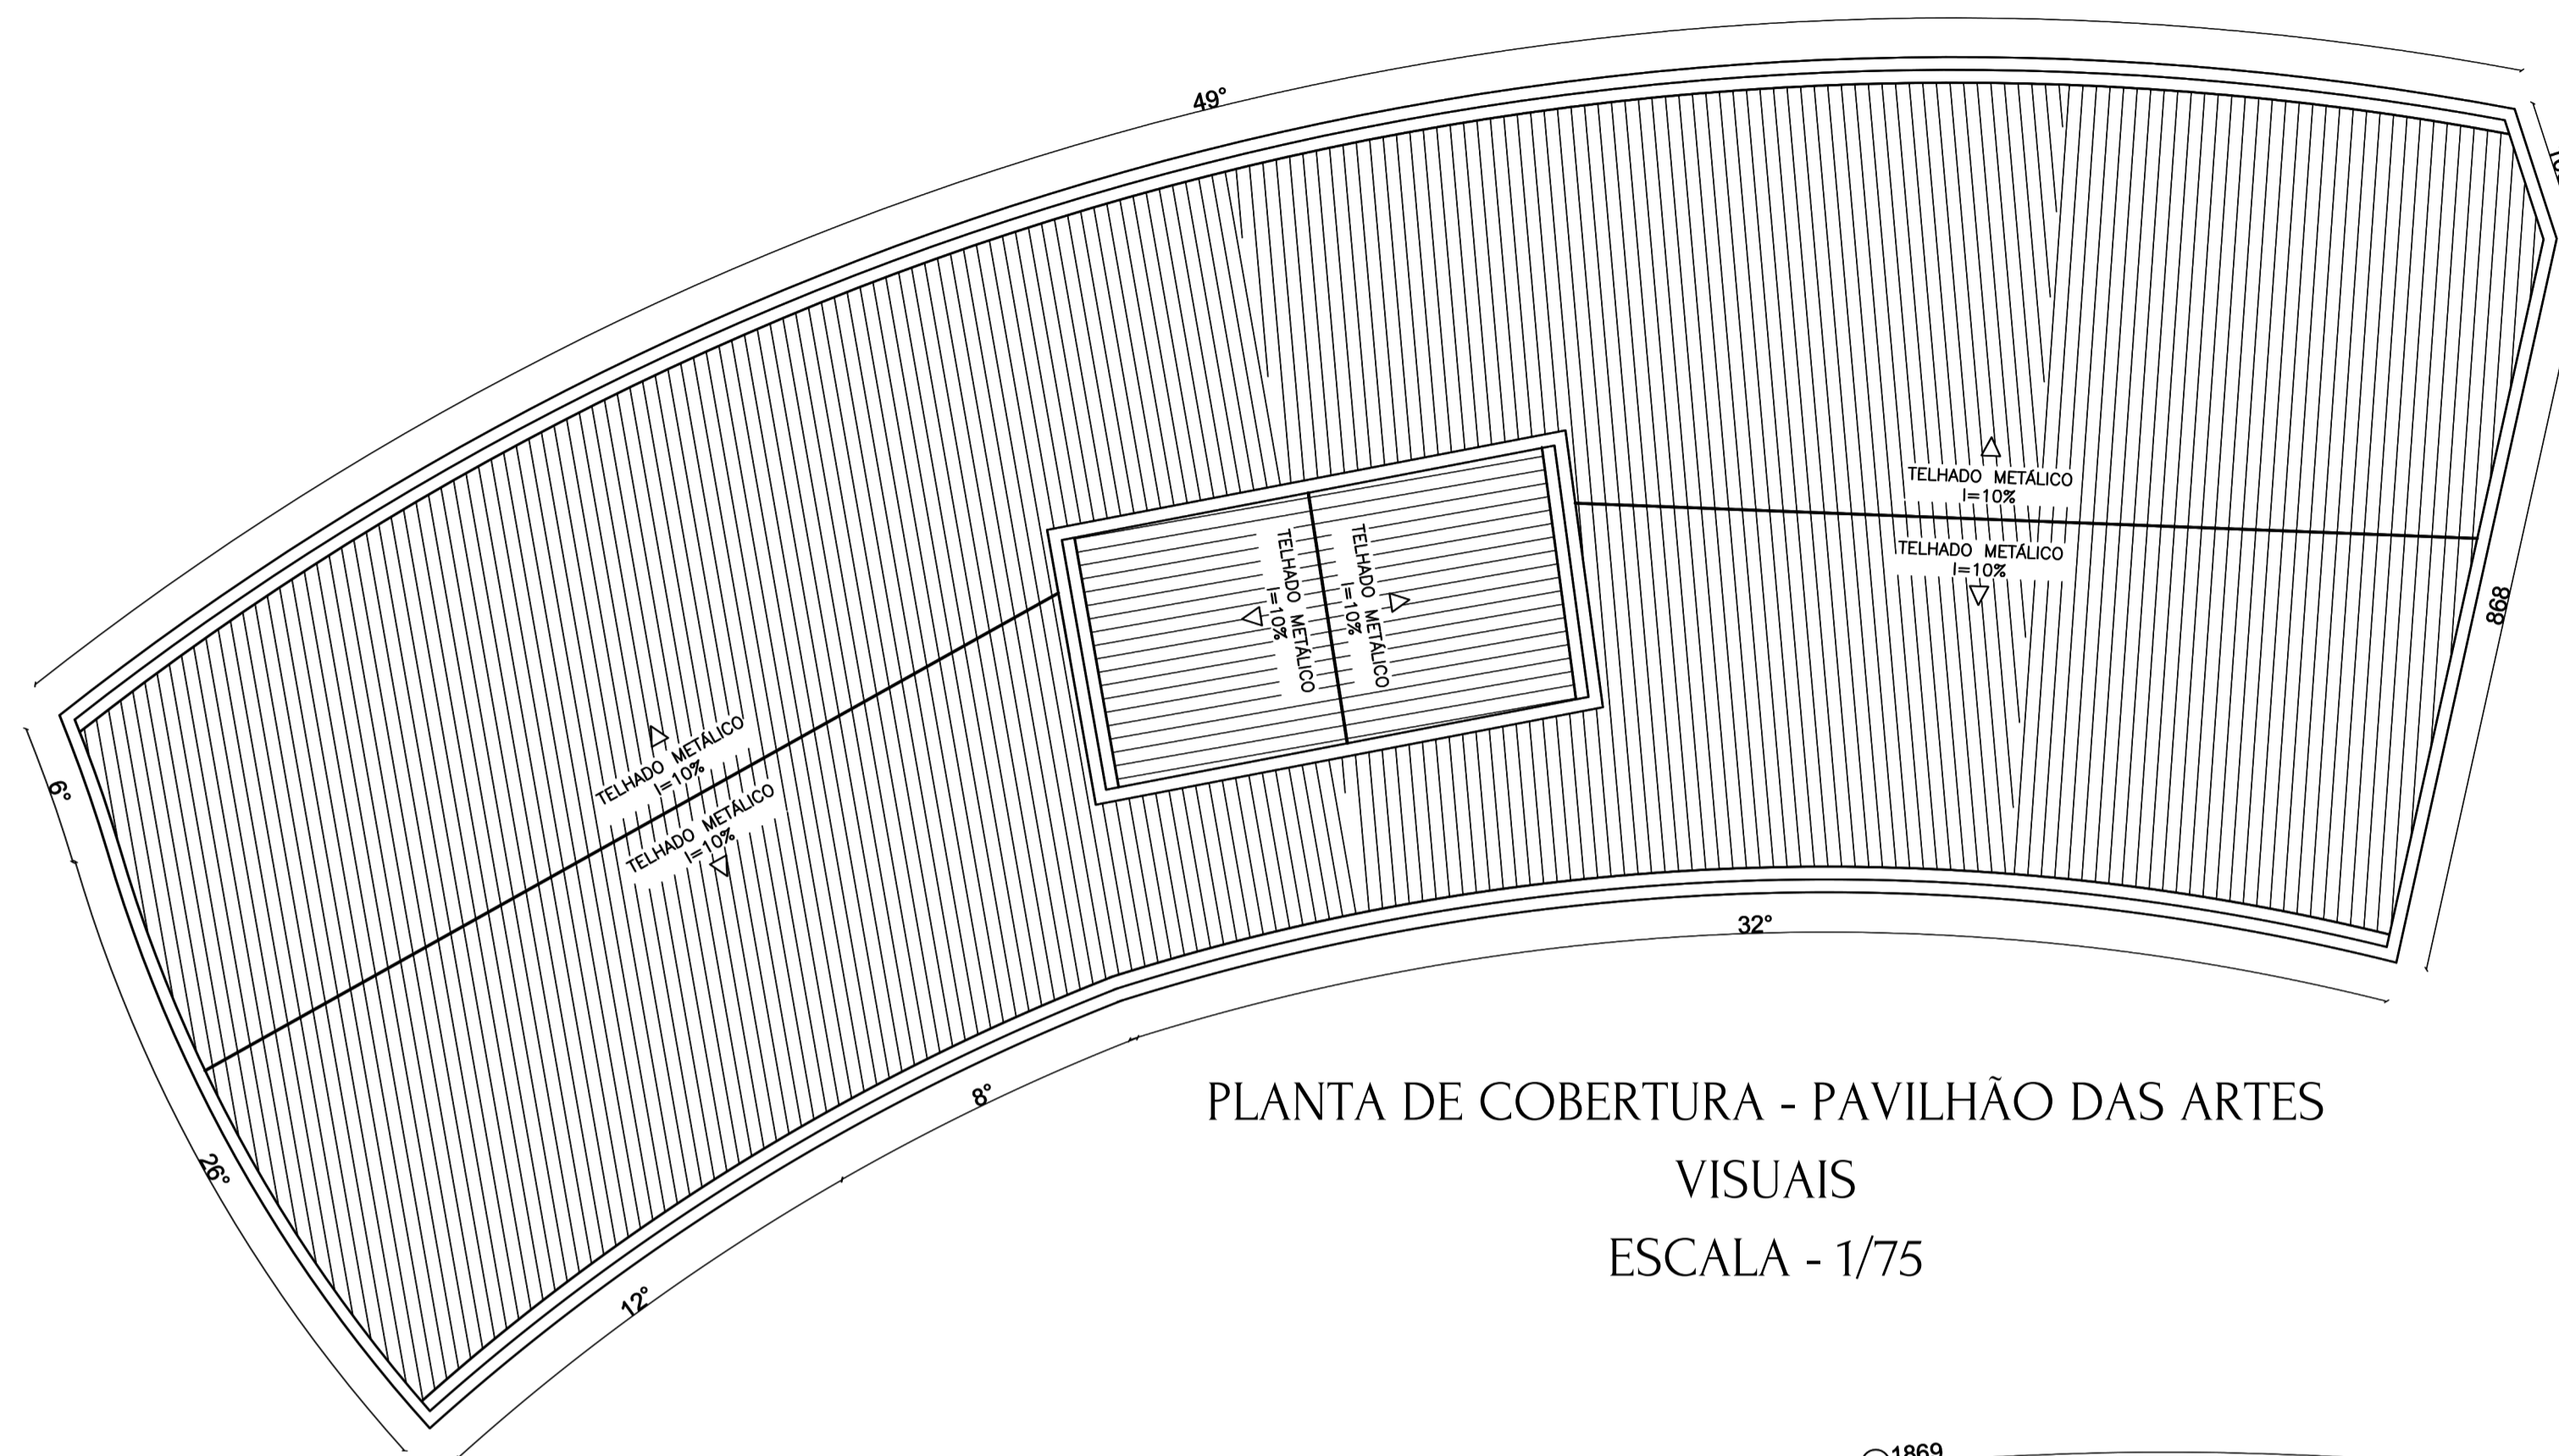 49°
TELHADO METÁLICO
I=10%
TELHADO METÁLICO
I=10%
TELHADO METÁLICO
I=10%
TELHADO METÁLICO
I=10%
868
6°
TELHADO METÁLICO
I=10%
TELHADO METÁLICO
I=10%
32°
26°
8°
12°
PLANTA DE COBERTURA - PAVILHÃO DAS ARTES
VISUAIS
ESCALA - 1/75
1869